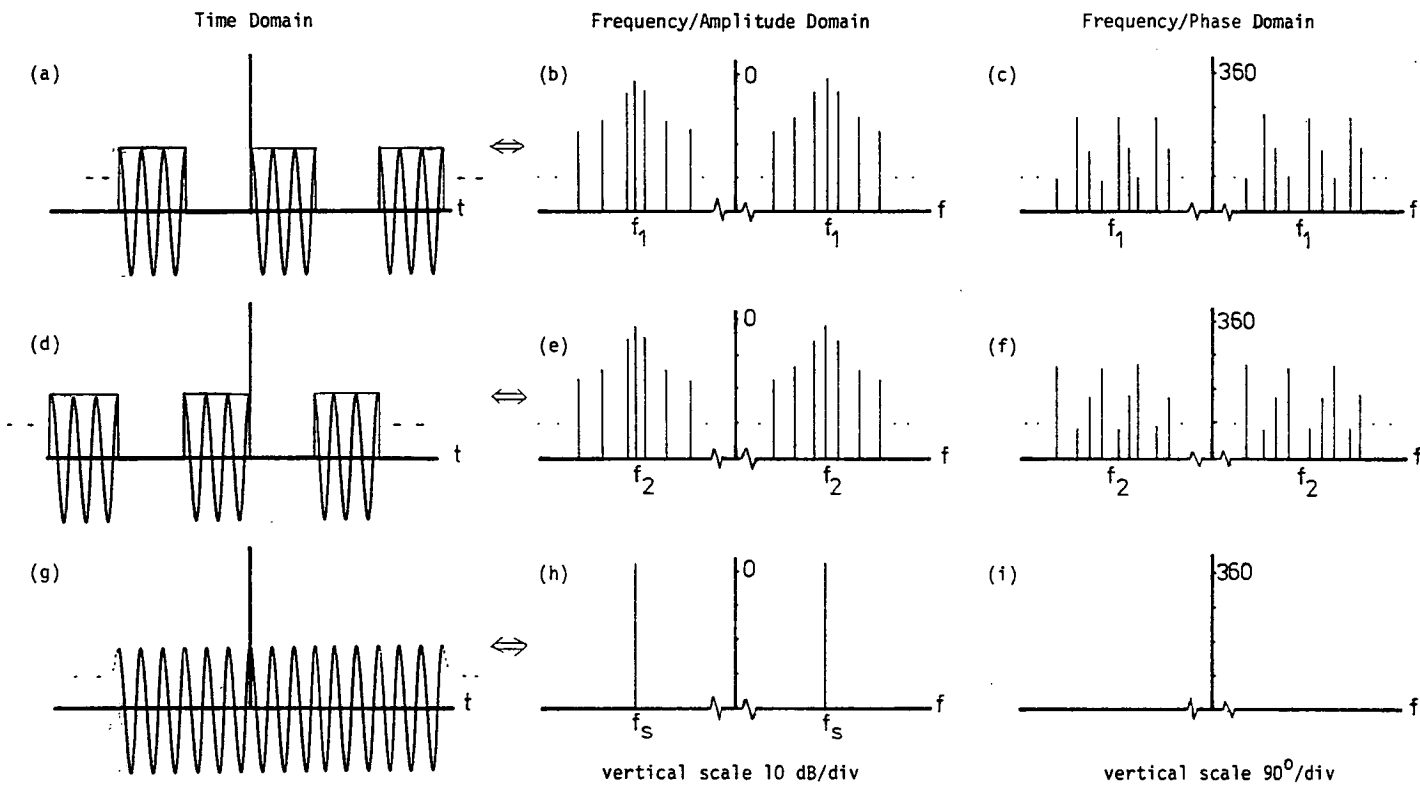 Time Domain
Frequency/Amplitude Domain
Frequency/Phase Domain
(a)
t
(b)
0
f
f1
f1
(c)
360
f
f1
f1
(d)
t
(e)
0
f
f2
f2
(f)
360
f
f2
f2
(g)
t
(h)
0
f
fs
fs
(i)
360
f
vertical scale 10 dB/div
vertical scale 90°/div